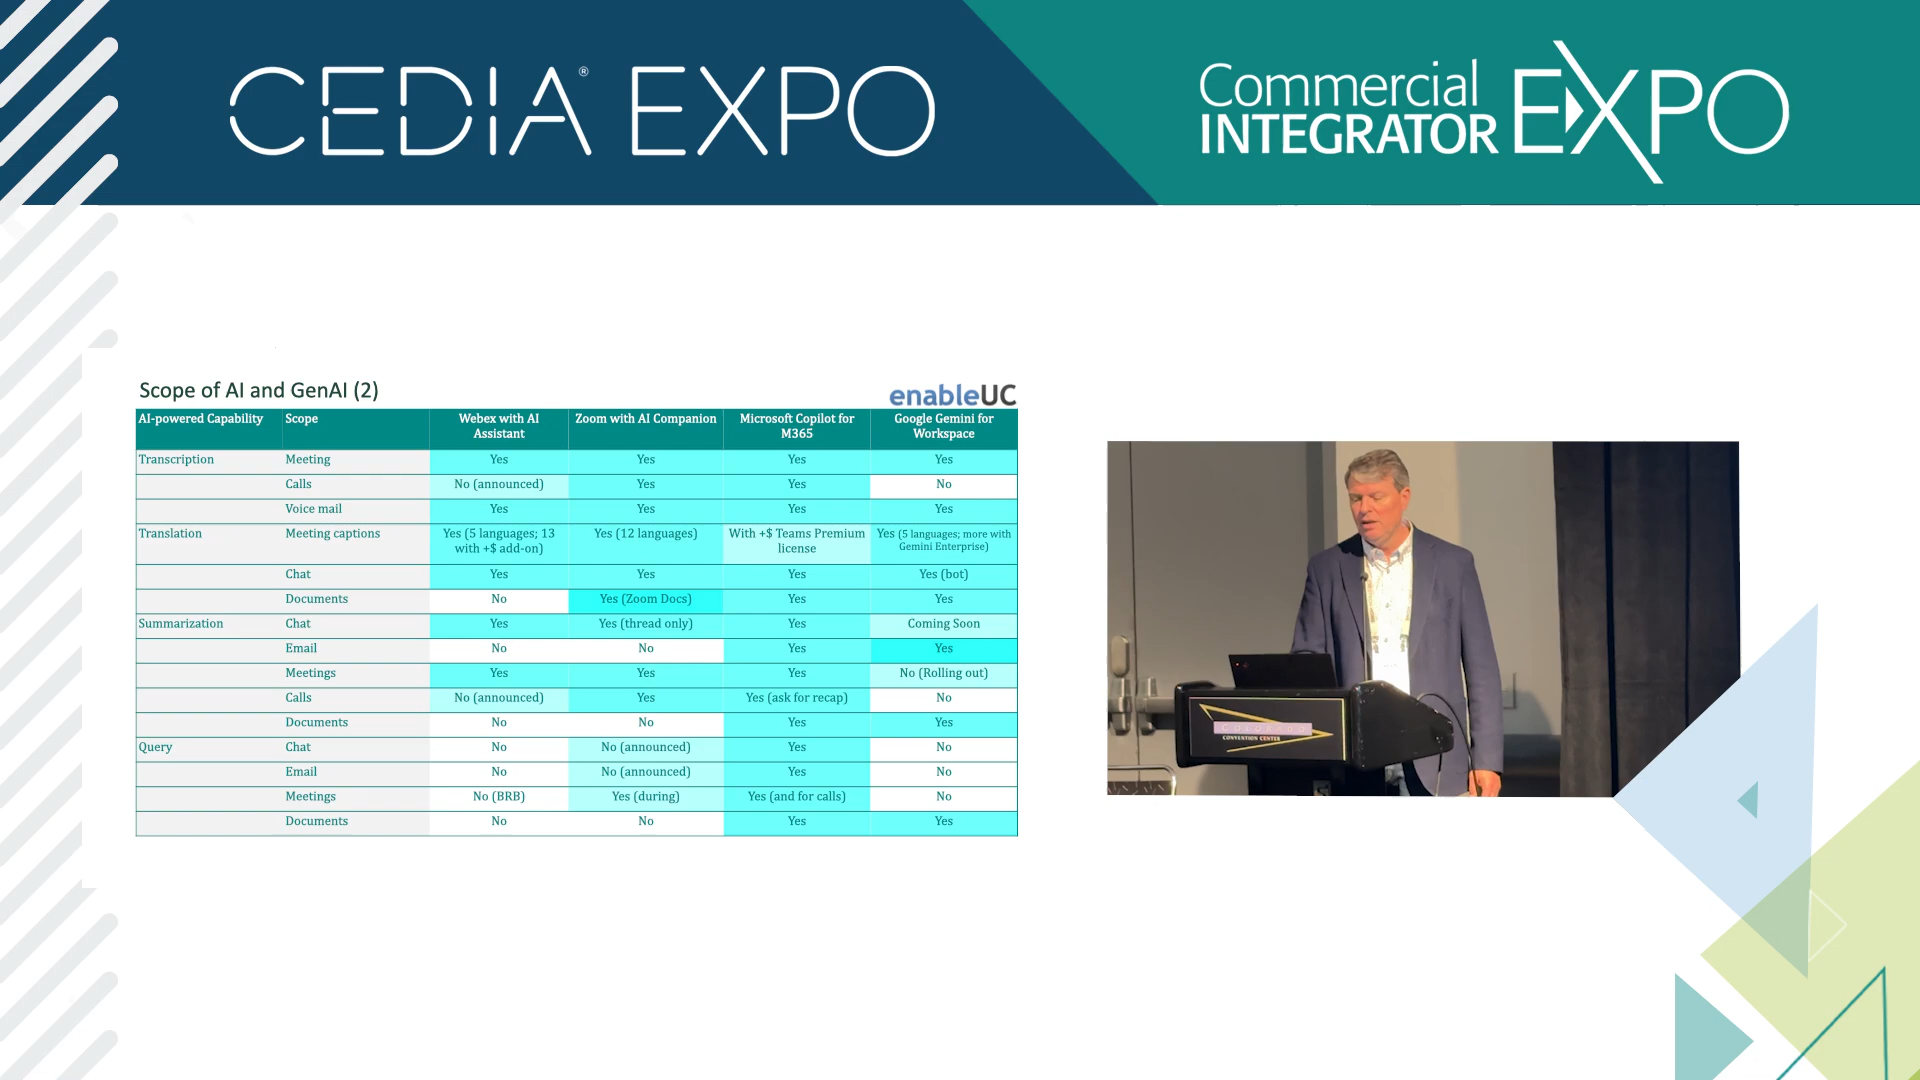 CEDIA® EXPO
Commercial
INTEGRATOR EXPO
Scope of AI and GenAI (2)
enableUC
AI-powered Capability Scope Webex with AI Assistant Zoom with AI Companion Microsoft Copilot for M365 Google Gemini for Workspace
Transcription Meeting Yes Yes Yes Yes
Calls No (announced) Yes Yes No
Voice mail Yes Yes Yes Yes
Translation Meeting captions Yes (5 languages; 13 with +$ add-on) Yes (12 languages) With +$ Teams Premium license Yes (5 languages; more with Gemini Enterprise)
Chat Yes Yes Yes Yes (bot)
Documents No Yes (Zoom Docs) Yes Yes
Summarization Chat Yes Yes (thread only) Yes Coming Soon
Email No No Yes Yes
Meetings Yes Yes Yes No (Rolling out)
Calls No (announced) Yes Yes (ask for recap) No
Documents No No Yes Yes
Query Chat No No (announced) Yes No
Email No No (announced) Yes No
Meetings No (BRB) Yes (during) Yes (and for calls) No
Documents No No Yes Yes
COLORADO
CONVENTION CENTER